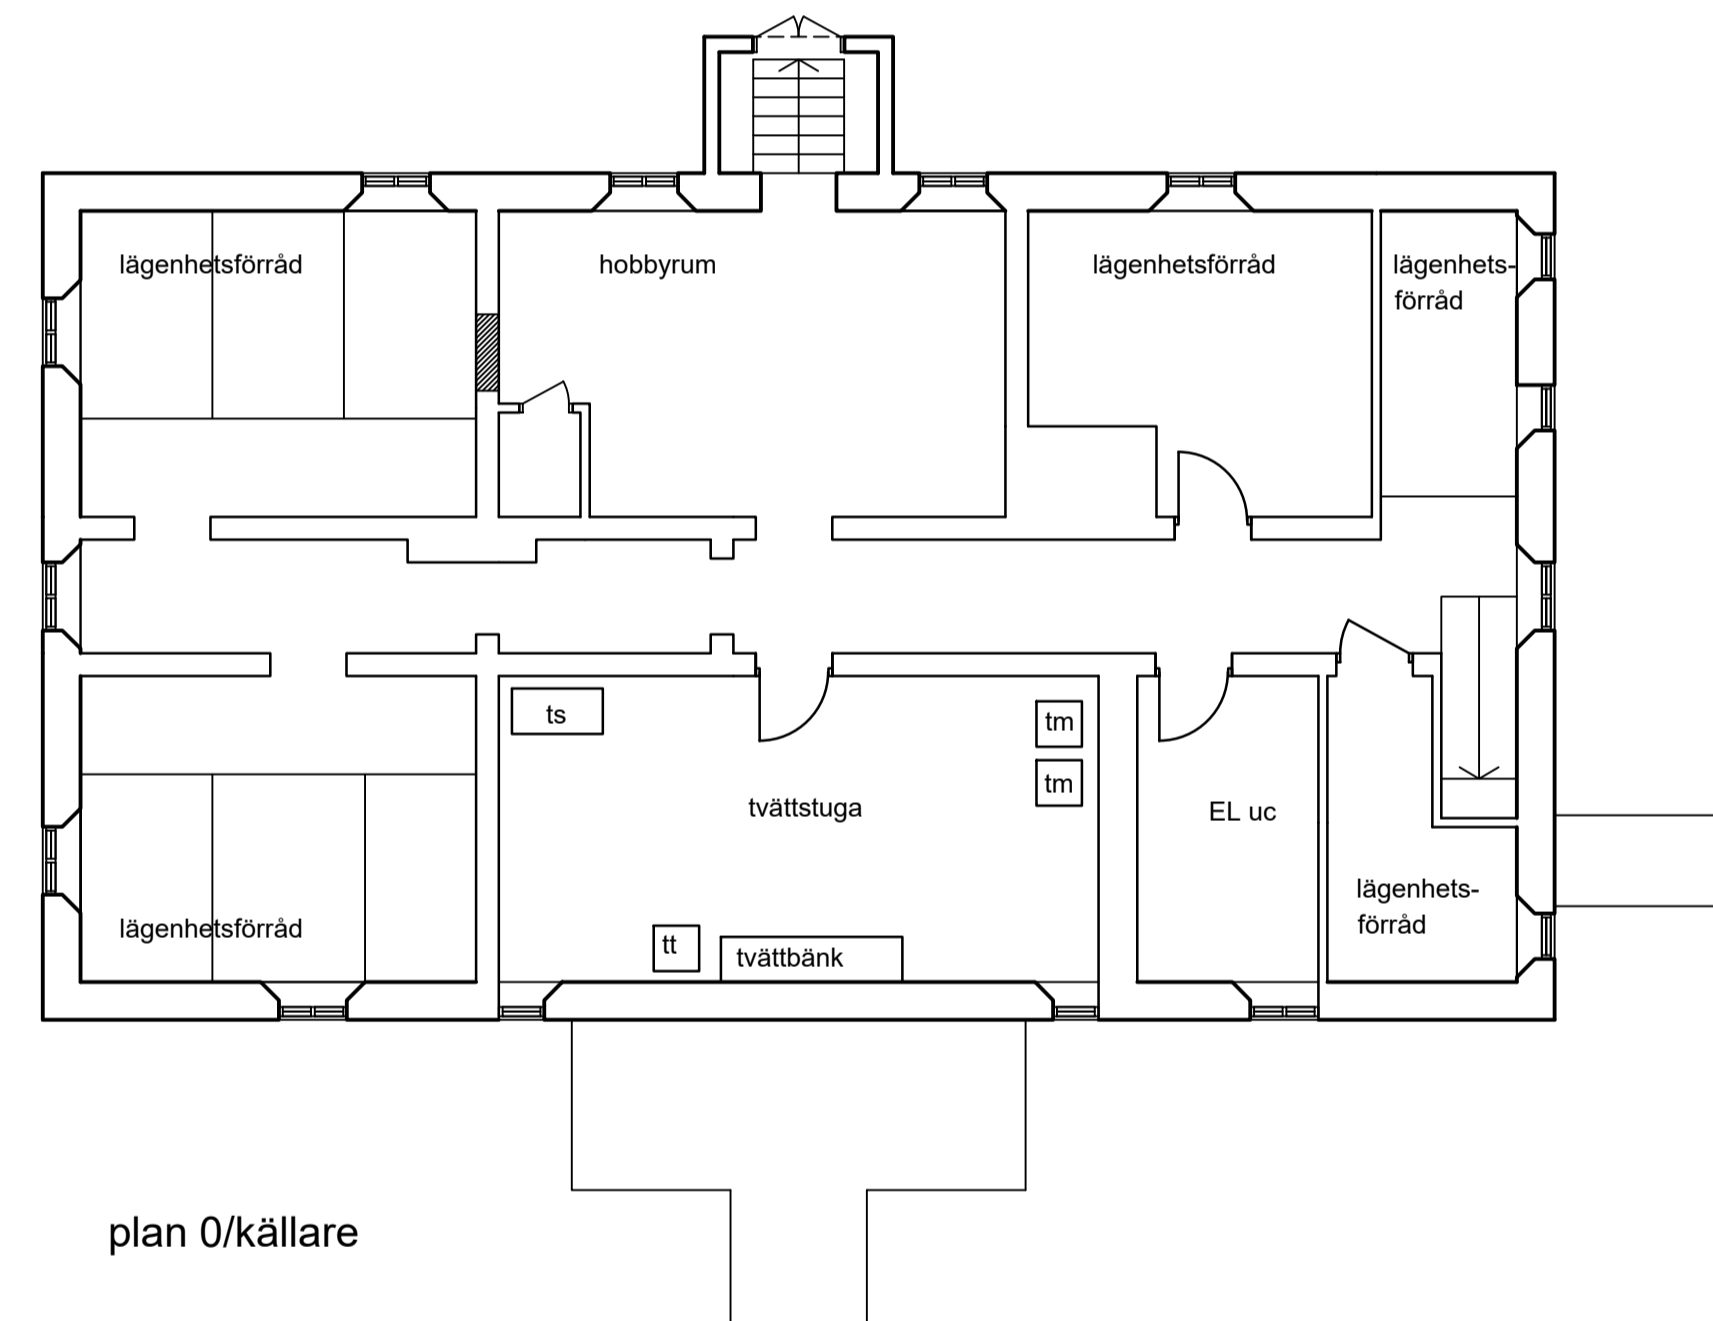 lägenhetsförråd
hobbyrum
lägenhetsförråd
lägenhets-
förråd
ts
tm
tm
tvättstuga
EL uc
lägenhets-
förråd
lägenhetsförråd
tt
tvättbänk
plan 0/källare